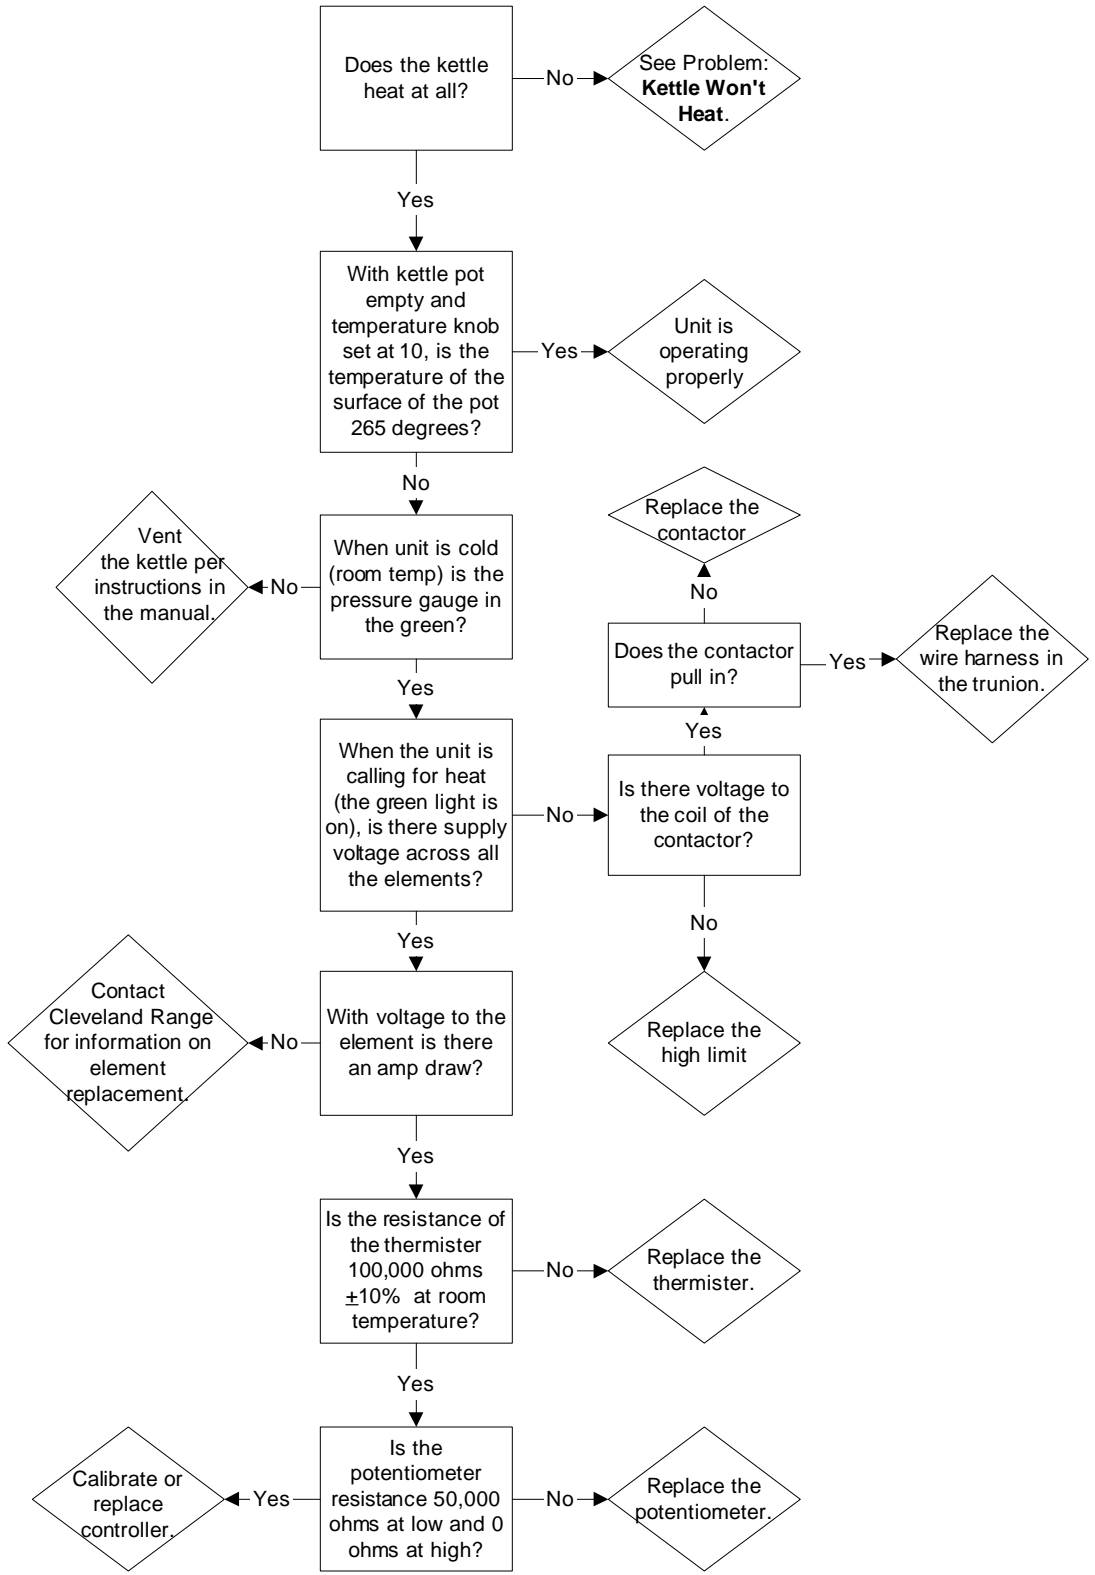 Does the kettle
heat at all?
No
See Problem:
Kettle Won't
Heat.
Yes
With kettle pot
empty and
temperature knob
set at 10, is the
temperature of the
surface of the pot
265 degrees?
Yes
Unit is
operating
properly
No
When unit is cold
(room temp) is the
pressure gauge in
the green?
No
Vent
the kettle per
instructions in
the manual.
Yes
When the unit is
calling for heat
(the green light is
on), is there supply
voltage across all
the elements?
No
Is there voltage to
the coil of the
contactor?
Yes
Does the contactor
pull in?
No
Replace the
contactor
Yes
Replace the
wire harness in
the trunion.
No
Replace the
high limit
Yes
With voltage to the
element is there
an amp draw?
No
Contact
Cleveland Range
for information on
element
replacement.
Yes
Is the resistance of
the thermister
100,000 ohms
±10% at room
temperature?
No
Replace the
thermister.
Yes
Is the
potentiometer
resistance 50,000
ohms at low and 0
ohms at high?
Yes
Calibrate or
replace
controller.
No
Replace the
potentiometer.